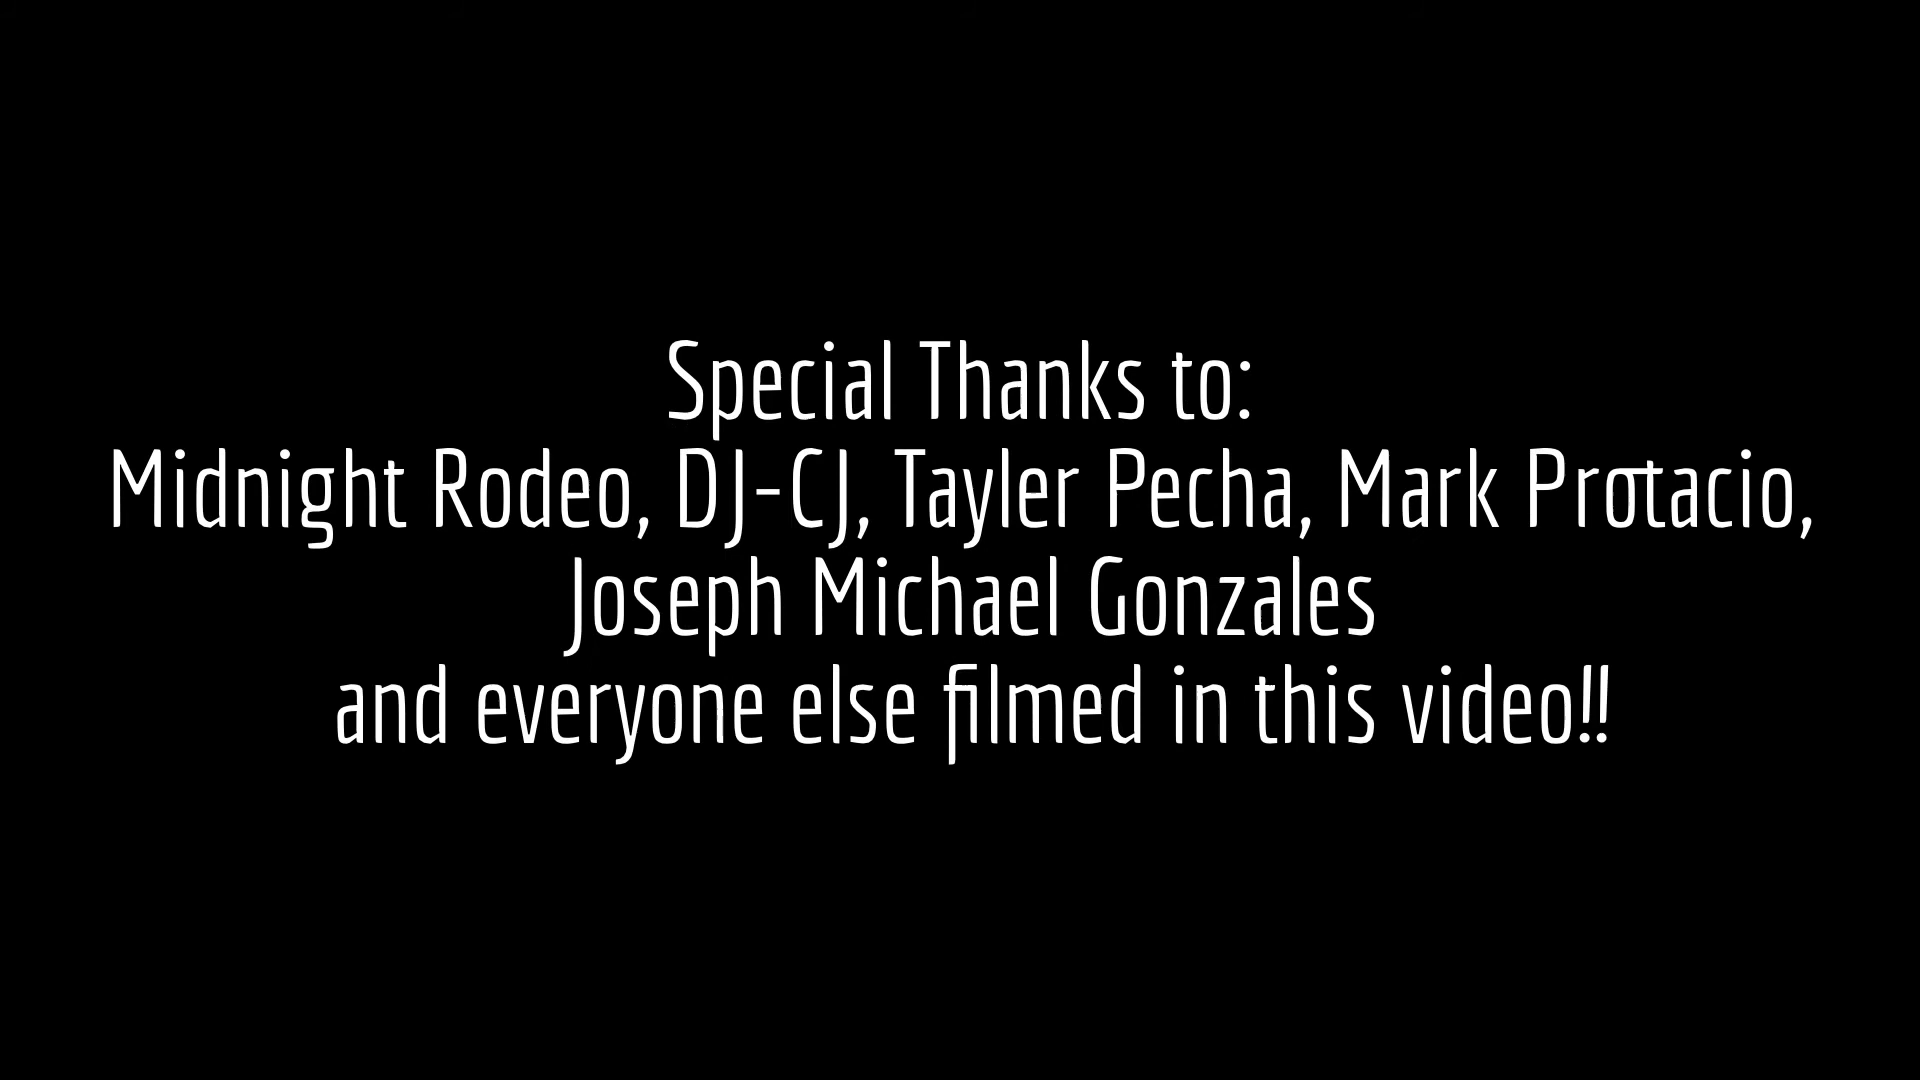 Special Thanks to:
Midnight Rodeo, DJ-CJ, Tayler Pecha, Mark Protacio,
Joseph Michael Gonzales
and everyone else filmed in this video!!